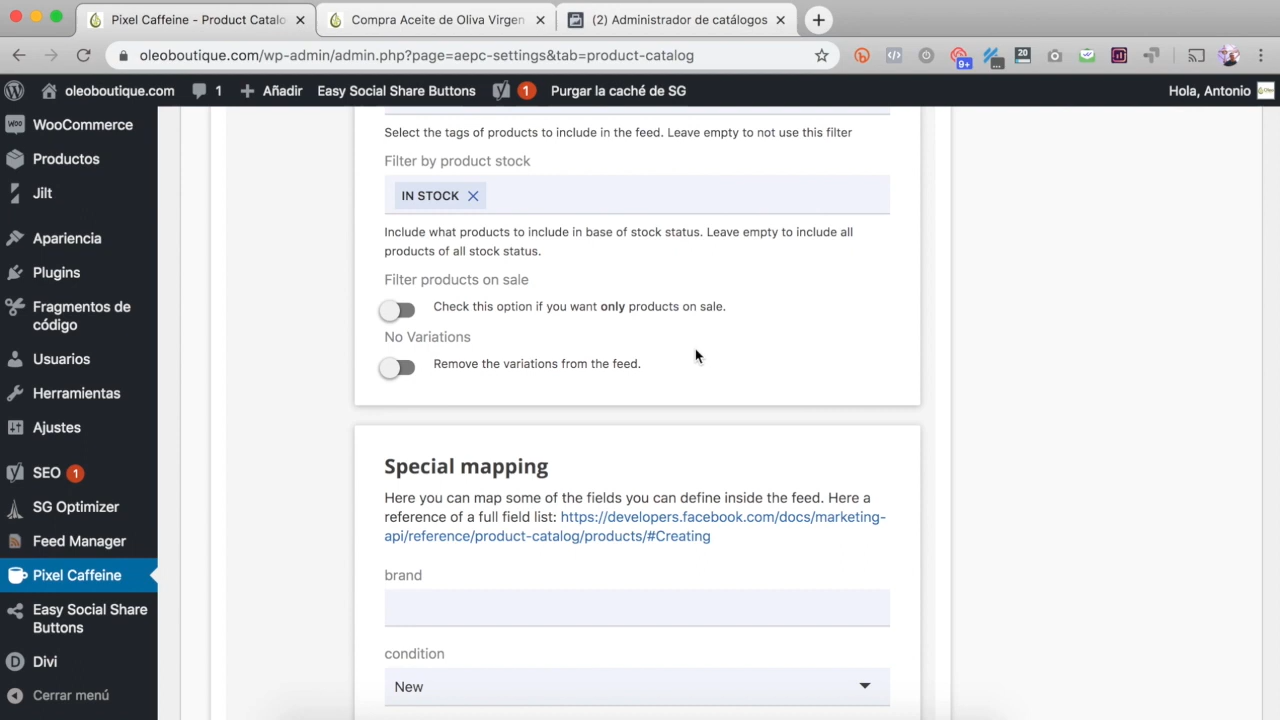 Pixel Caffeine - Product Catalo
Compra Aceite de Oliva Virgen
(2) Administrador de catálogos
oleoboutique.com/wp-admin/admin.php?page=aepc-settings&tab=product-catalog
9+
20
oleoboutique.com
1
Añadir
Easy Social Share Buttons
1
Purgar la caché de SG
Hola, Antonio
WooCommerce
Productos
Jilt
Apariencia
Plugins
Fragmentos de
código
Usuarios
Herramientas
Ajustes
SEO 1
SG Optimizer
Feed Manager
Pixel Caffeine
Easy Social Share
Buttons
Divi
Cerrar menú
Select the tags of products to include in the feed. Leave empty to not use this filter
Filter by product stock
IN STOCK
Include what products to include in base of stock status. Leave empty to include all
products of all stock status.
Filter products on sale
Check this option if you want only products on sale.
No Variations
Remove the variations from the feed.
Special mapping
Here you can map some of the fields you can define inside the feed. Here a
reference of a full field list: https://developers.facebook.com/docs/marketing-
api/reference/product-catalog/products/#Creating
brand
condition
New